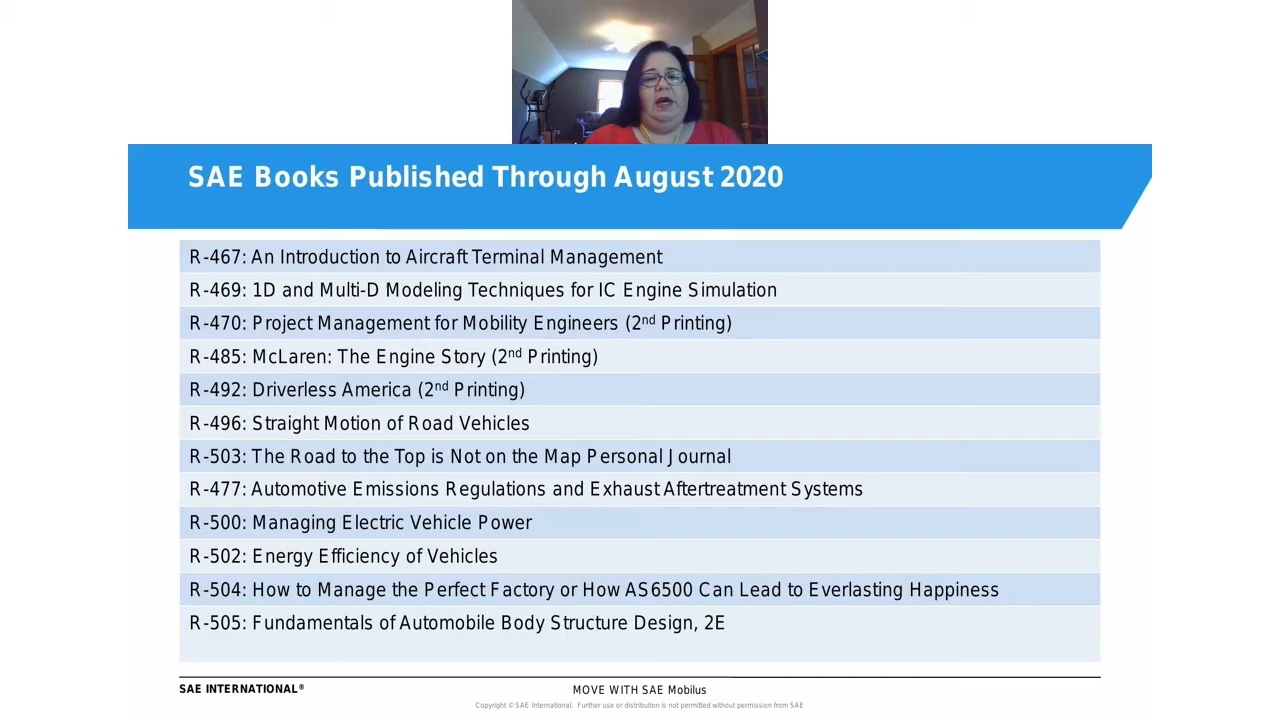 SAE Books Published Through August 2020
R-467: An Introduction to Aircraft Terminal Management
R-469: 1D and Multi-D Modeling Techniques for IC Engine Simulation
R-470: Project Management for Mobility Engineers (2nd Printing)
R-485: McLaren: The Engine Story (2nd Printing)
R-492: Driverless America (2nd Printing)
R-496: Straight Motion of Road Vehicles
R-503: The Road to the Top is Not on the Map Personal Journal
R-477: Automotive Emissions Regulations and Exhaust Aftertreatment Systems
R-500: Managing Electric Vehicle Power
R-502: Energy Efficiency of Vehicles
R-504: How to Manage the Perfect Factory or How AS6500 Can Lead to Everlasting Happiness
R-505: Fundamentals of Automobile Body Structure Design, 2E
SAE INTERNATIONAL® MOVE WITH SAE Mobilus
Copyright © SAE International. Further use or distribution is not permitted without permission from SAE